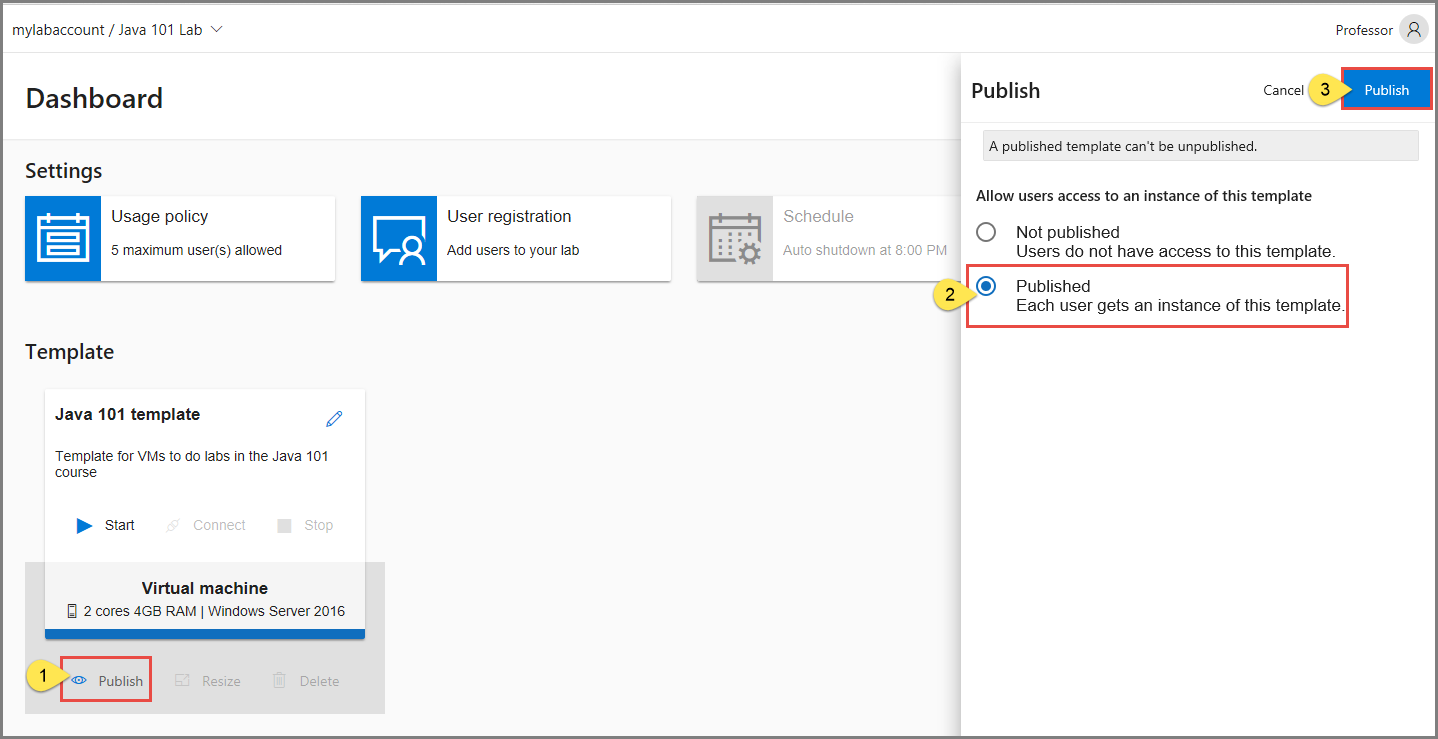 mylabaccount / Java 101 Lab
Professor
Dashboard
Settings
Usage policy
5 maximum user(s) allowed
User registration
Add users to your lab
Schedule
Auto shutdown at 8:00 PM
Template
Java 101 template
Template for VMs to do labs in the Java 101
course
Start
Connect
Stop
Virtual machine
2 cores 4GB RAM | Windows Server 2016
1
Publish
Resize
Delete
Publish
Cancel
3
Publish
A published template can't be unpublished.
Allow users access to an instance of this template
Not published
Users do not have access to this template.
2
Published
Each user gets an instance of this template.